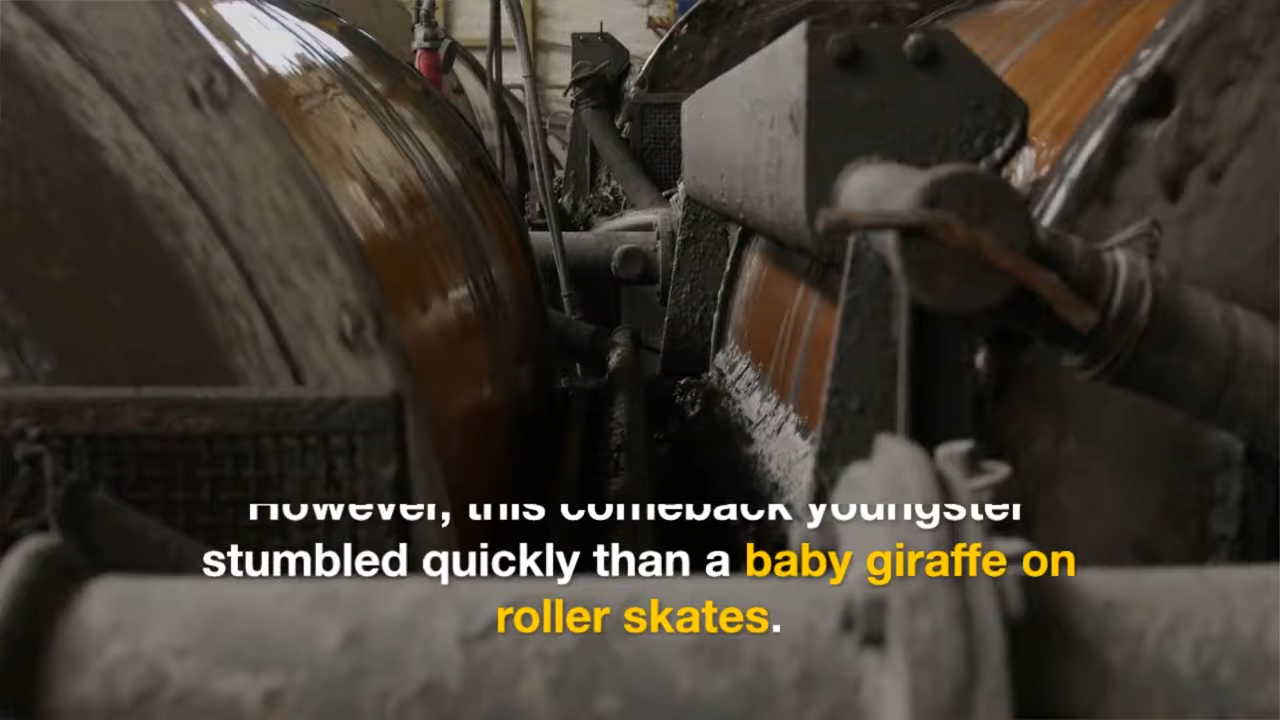 However, this comeback youngster
stumbled quickly than a baby giraffe on
roller skates.